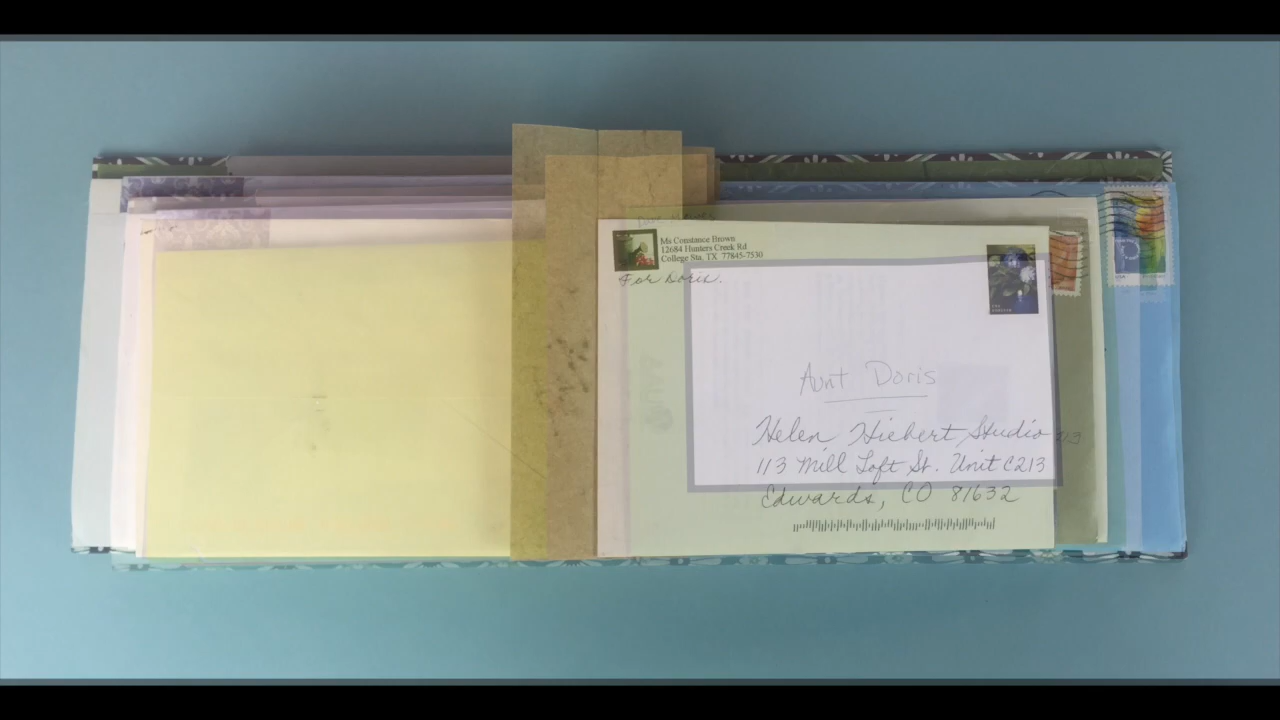 Ms Constance Brown
12684 Hunters Creek Rd
College Sta, TX 77845-7530
For Doris.
Aunt Doris
Helen Hiebert Studio
113 Mill Loft St. Unit C213
Edwards, CO 81632